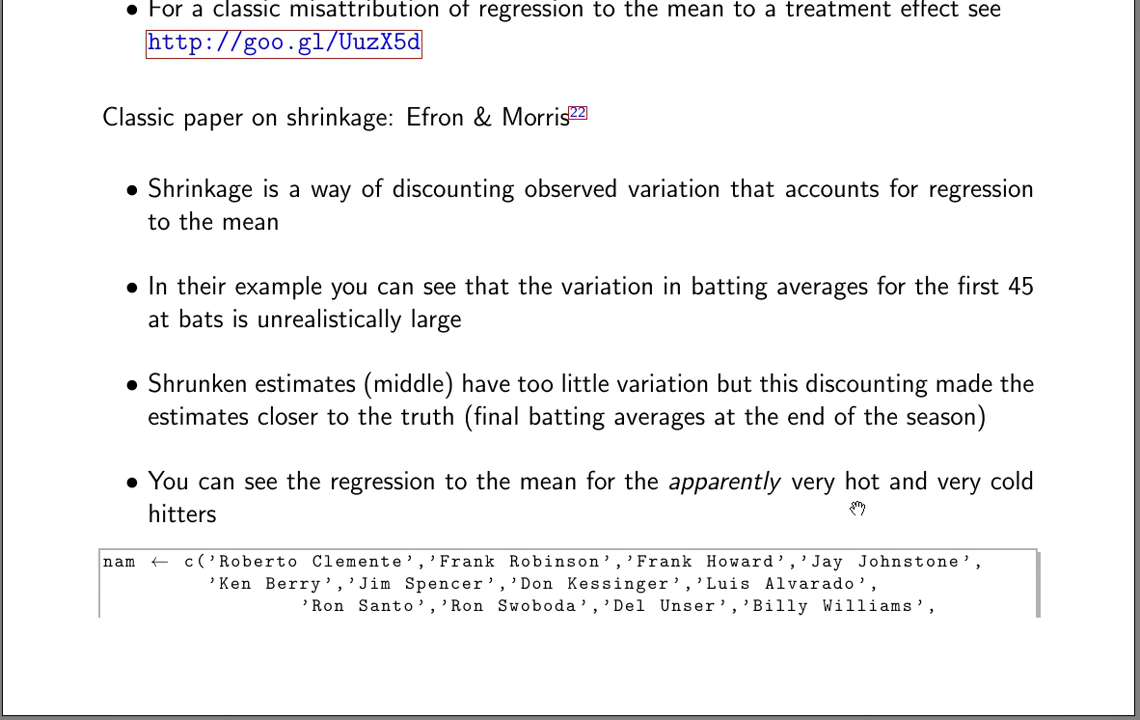 • For a classic misattribution of regression to the mean to a treatment effect see
http://goo.gl/UuzX5d
Classic paper on shrinkage: Efron & Morris22
• Shrinkage is a way of discounting observed variation that accounts for regression
to the mean
• In their example you can see that the variation in batting averages for the first 45
at bats is unrealistically large
• Shrunken estimates (middle) have too little variation but this discounting made the
estimates closer to the truth (final batting averages at the end of the season)
• You can see the regression to the mean for the apparently very hot and very cold
hitters
nam ← c('Roberto Clemente','Frank Robinson','Frank Howard','Jay Johnstone',
'Ken Berry','Jim Spencer','Don Kessinger','Luis Alvarado',
'Ron Santo','Ron Swoboda','Del Unser','Billy Williams',